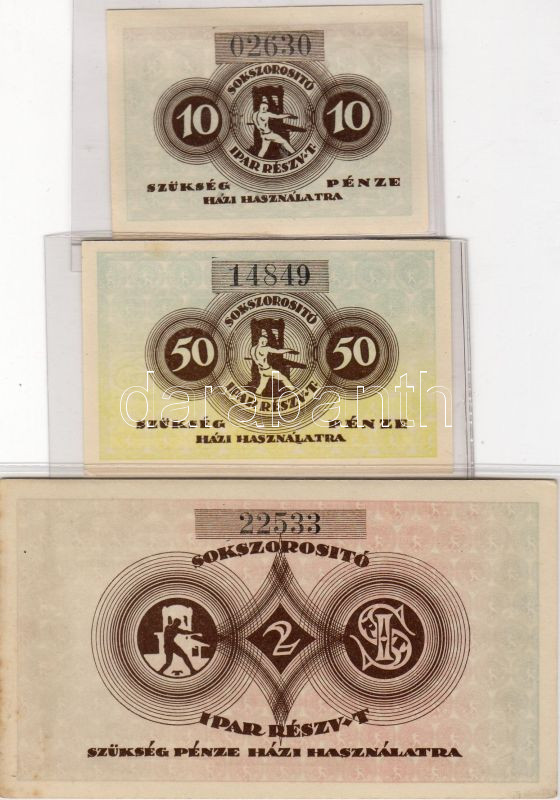 02630
SOKSZOROSITÓ
10 10
IPAR RÉSZV·T
SZÜKSÉG PÉNZE
HÁZI HASZNÁLATRA
14849
SOKSZOROSITÓ
50 50
IPAR RÉSZV·T
SZÜKSÉG PÉNZE
HÁZI HASZNÁLATRA
darabanth
22533
SOKSZOROSITÓ
2
IPAR RÉSZV·T
SZÜKSÉG PÉNZE HÁZI HASZNÁLATRA